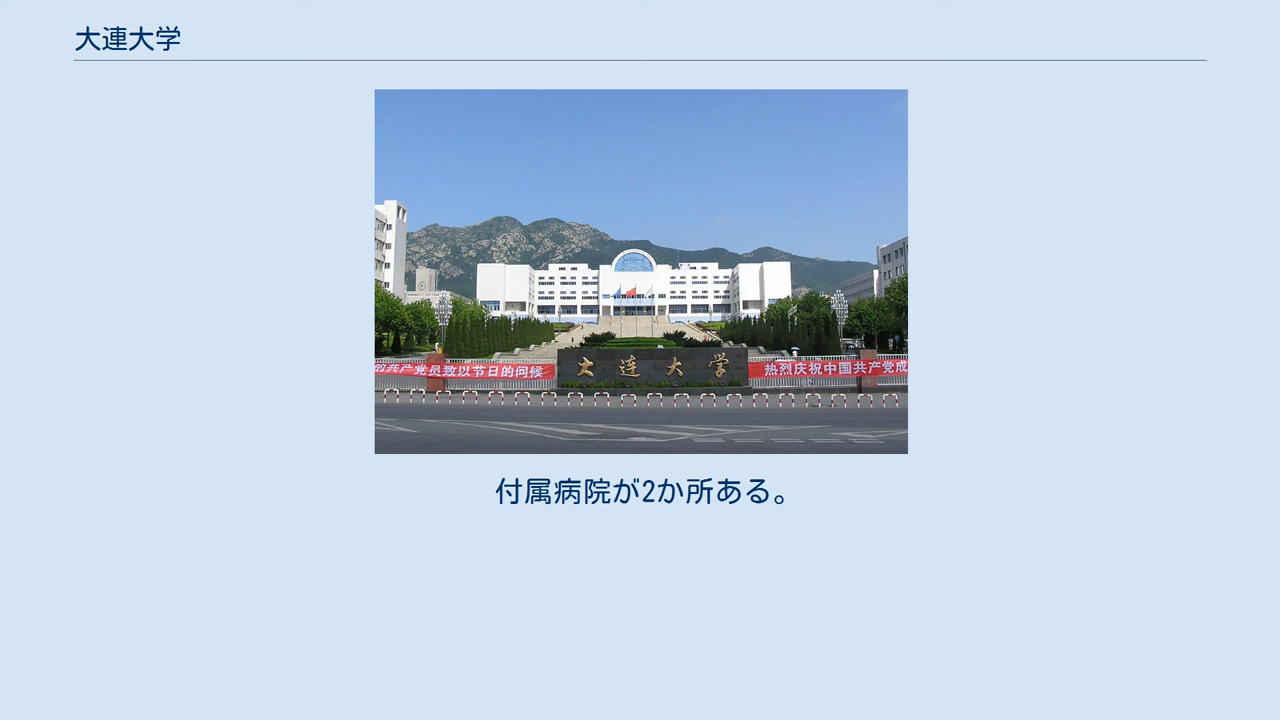 大連大学
的共产党员致以节日的问候
大连大学
热烈庆祝中国共产党成
付属病院が2か所ある。